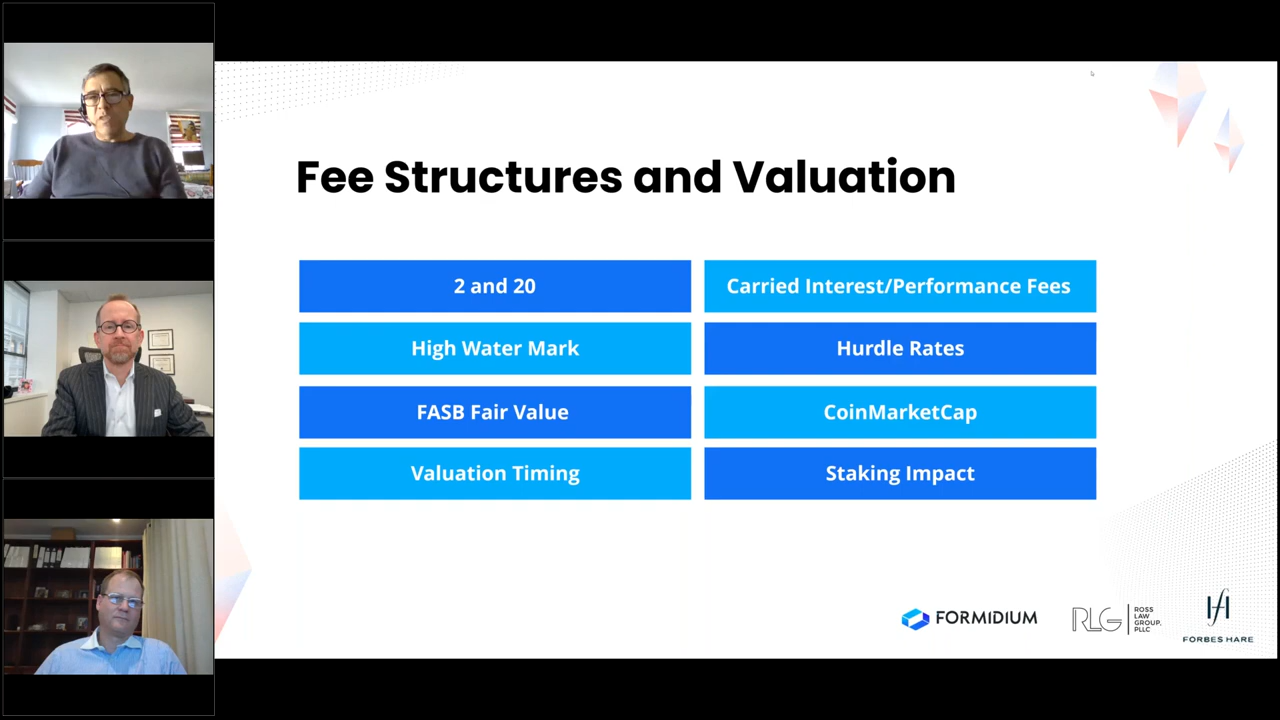 Fee Structures and Valuation
2 and 20
Carried Interest/Performance Fees
High Water Mark
Hurdle Rates
FASB Fair Value
CoinMarketCap
Valuation Timing
Staking Impact
FORMIDIUM
RLG
ROSS
LAW
GROUP,
PLLC
FORBES HARE